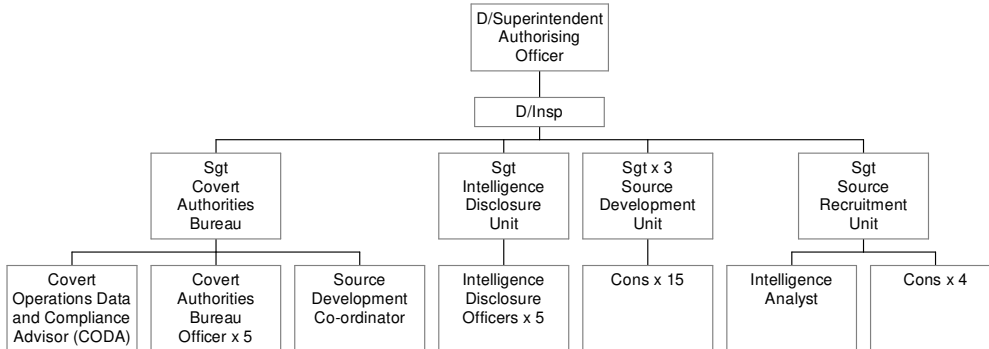 D/Superintendent
Authorising
Officer
D/Insp
Sgt
Covert
Authorities
Bureau
Sgt
Intelligence
Disclosure
Unit
Sgt x 3
Source
Development
Unit
Sgt
Source
Recruitment
Unit
Covert
Operations Data
and Compliance
Advisor (CODA)
Covert
Authorities
Bureau
Officer x 5
Source
Development
Co-ordinator
Intelligence
Disclosure
Officers x 5
Cons x 15
Intelligence
Analyst
Cons x 4